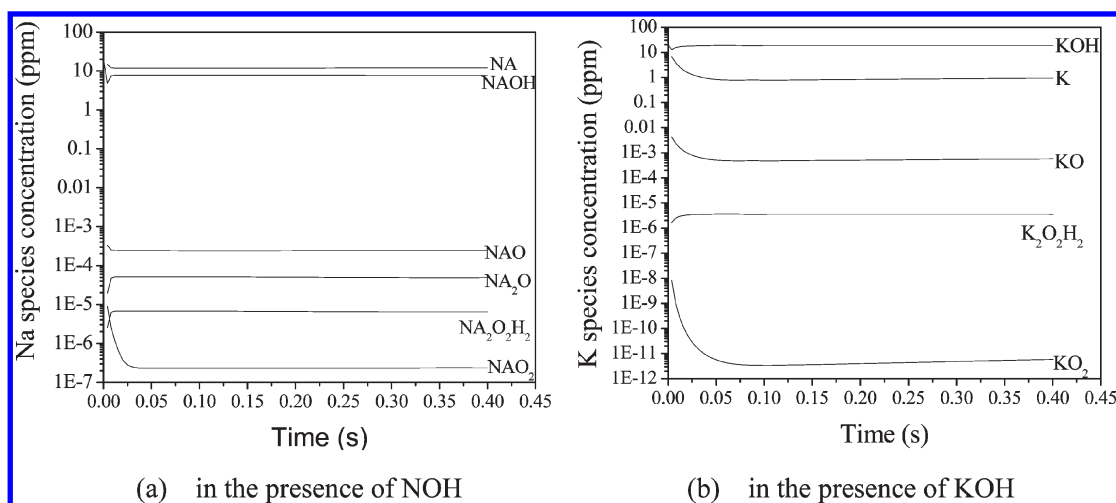 Na species concentration (ppm)
100
10
1
0.1
0.01
1E-3
1E-4
1E-5
1E-6
1E-7
NA
NAOH
NAO
NA₂O
NA₂O₂H₂
NAO₂
0.00 0.05 0.10 0.15 0.20 0.25 0.30 0.35 0.40 0.45
Time (s)
(a) in the presence of NOH
K species concentration (ppm)
100
10
1
0.1
0.01
1E-3
1E-4
1E-5
1E-6
1E-7
1E-8
1E-9
1E-10
1E-11
1E-12
KOH
K
KO
K₂O₂H₂
KO₂
0.00 0.05 0.10 0.15 0.20 0.25 0.30 0.35 0.40 0.45
Time (s)
(b) in the presence of KOH